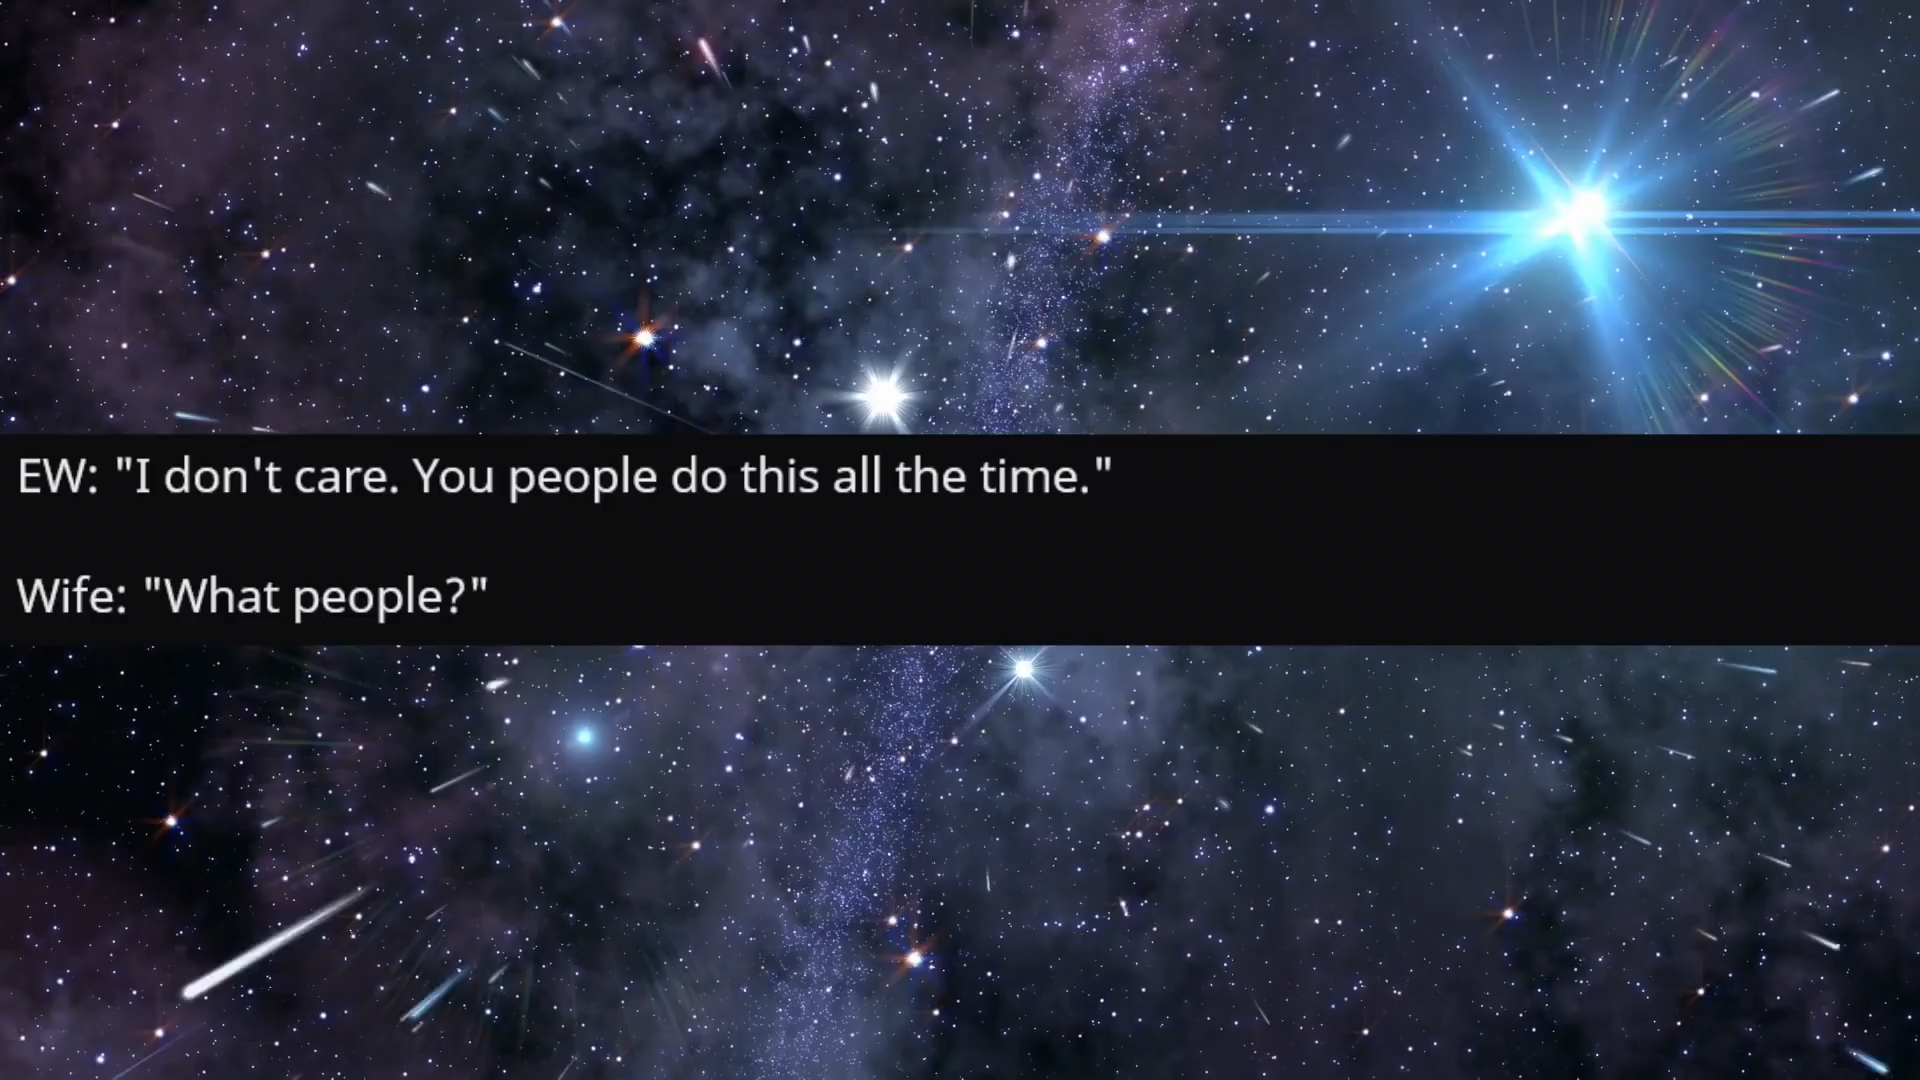 EW: "I don't care. You people do this all the time."
Wife: "What people?"